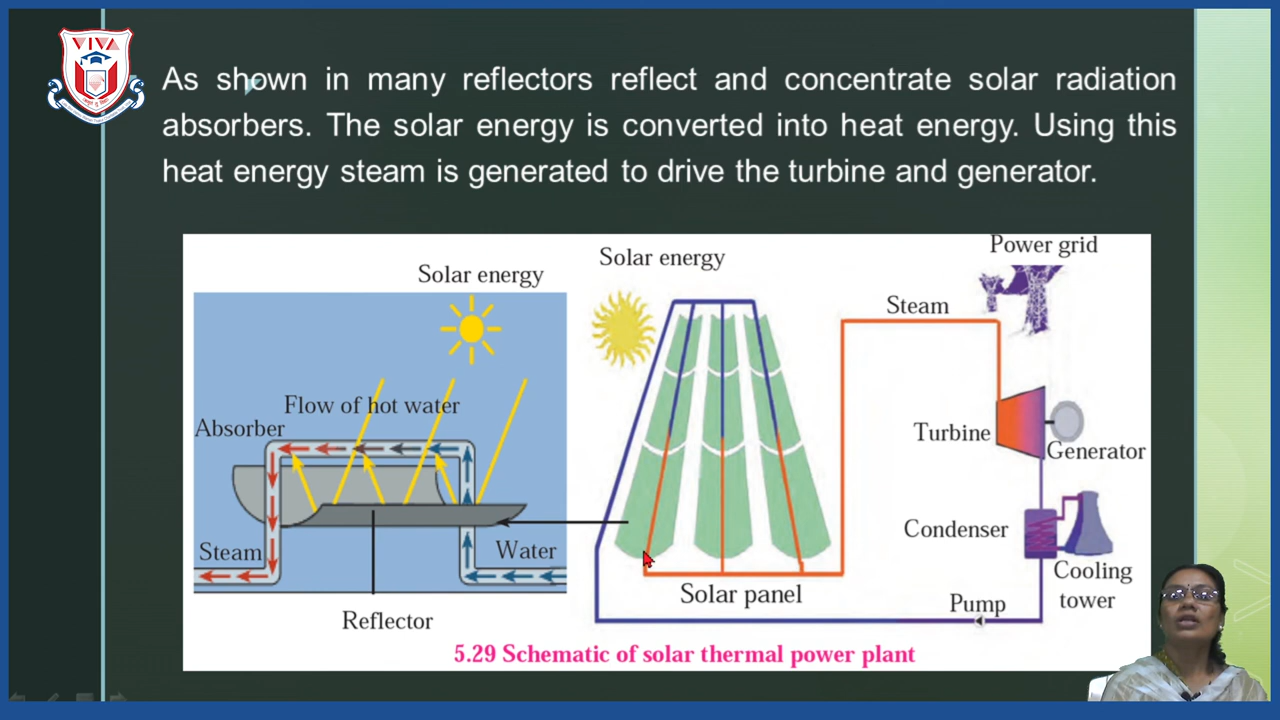 VIVA
As shown in many reflectors reflect and concentrate solar radiation
absorbers. The solar energy is converted into heat energy. Using this
heat energy steam is generated to drive the turbine and generator.
Solar energy
Flow of hot water
Absorber
Steam
Water
Reflector
Solar energy
Power grid
Steam
Turbine
Generator
Condenser
Cooling
tower
Solar panel
Pump
5.29 Schematic of solar thermal power plant